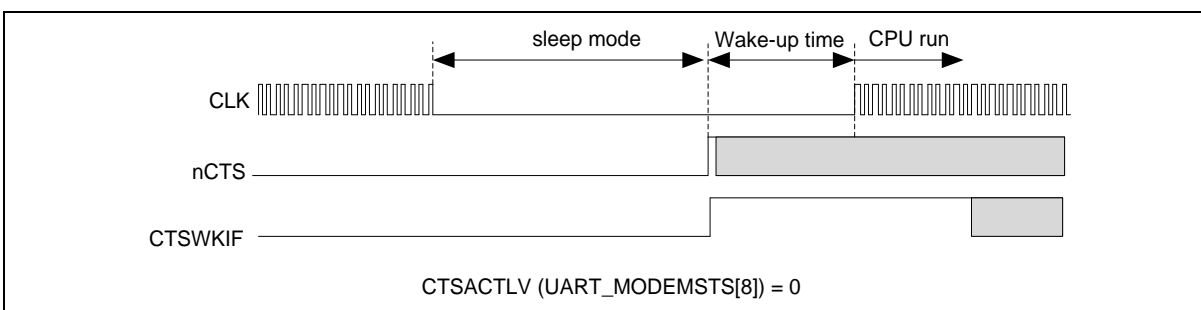 sleep mode Wake-up time CPU run
CLK
nCTS
CTSWKIF
CTSACTLV (UART_MODEMSTS[8]) = 0